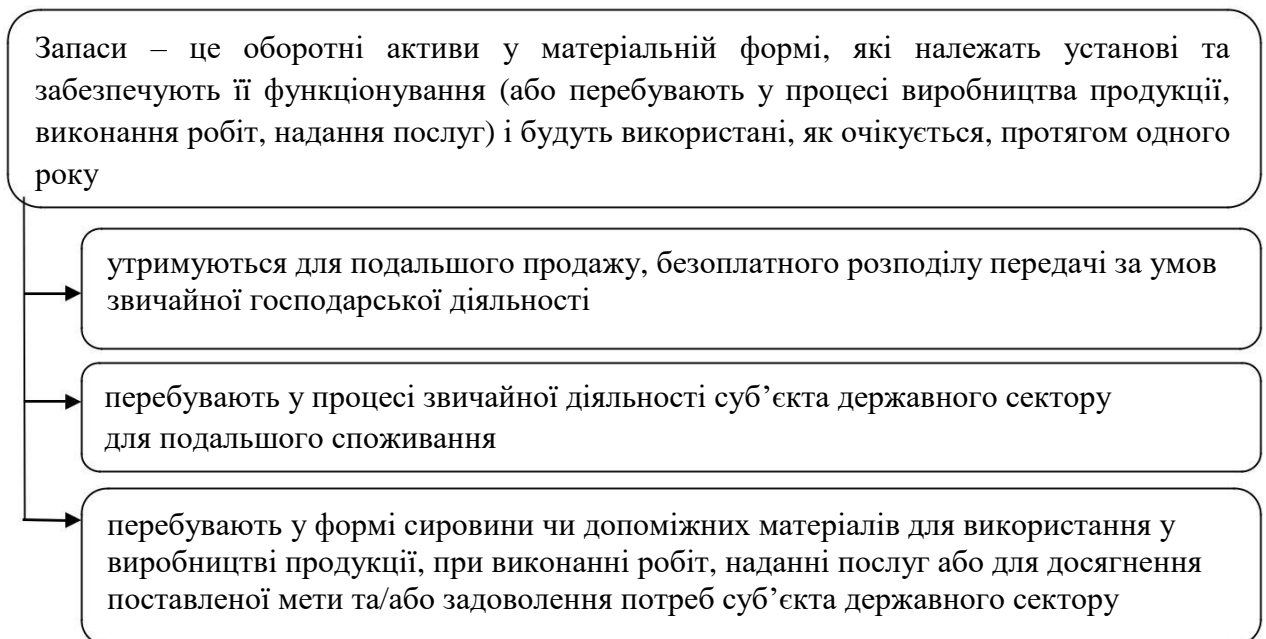 Запаси – це оборотні активи у матеріальній формі, які належать установі та
забезпечують її функціонування (або перебувають у процесі виробництва продукції,
виконання робіт, надання послуг) і будуть використані, як очікується, протягом одного
року
утримуються для подальшого продажу, безоплатного розподілу передачі за умов
звичайної господарської діяльності
перебувають у процесі звичайної діяльності суб’єкта державного сектору
для подальшого споживання
перебувають у формі сировини чи допоміжних матеріалів для використання у
виробництві продукції, при виконанні робіт, наданні послуг або для досягнення
поставленої мети та/або задоволення потреб суб’єкта державного сектору